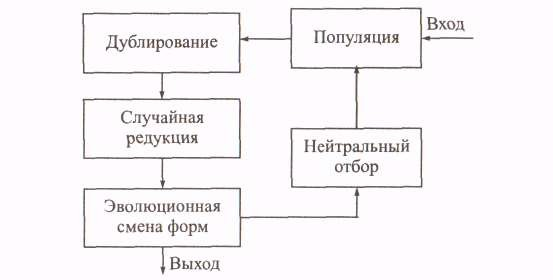 Вход
Популяция
Дублирование
Случайная
редукция
Нейтральный
отбор
Эволюционная
смена форм
Выход